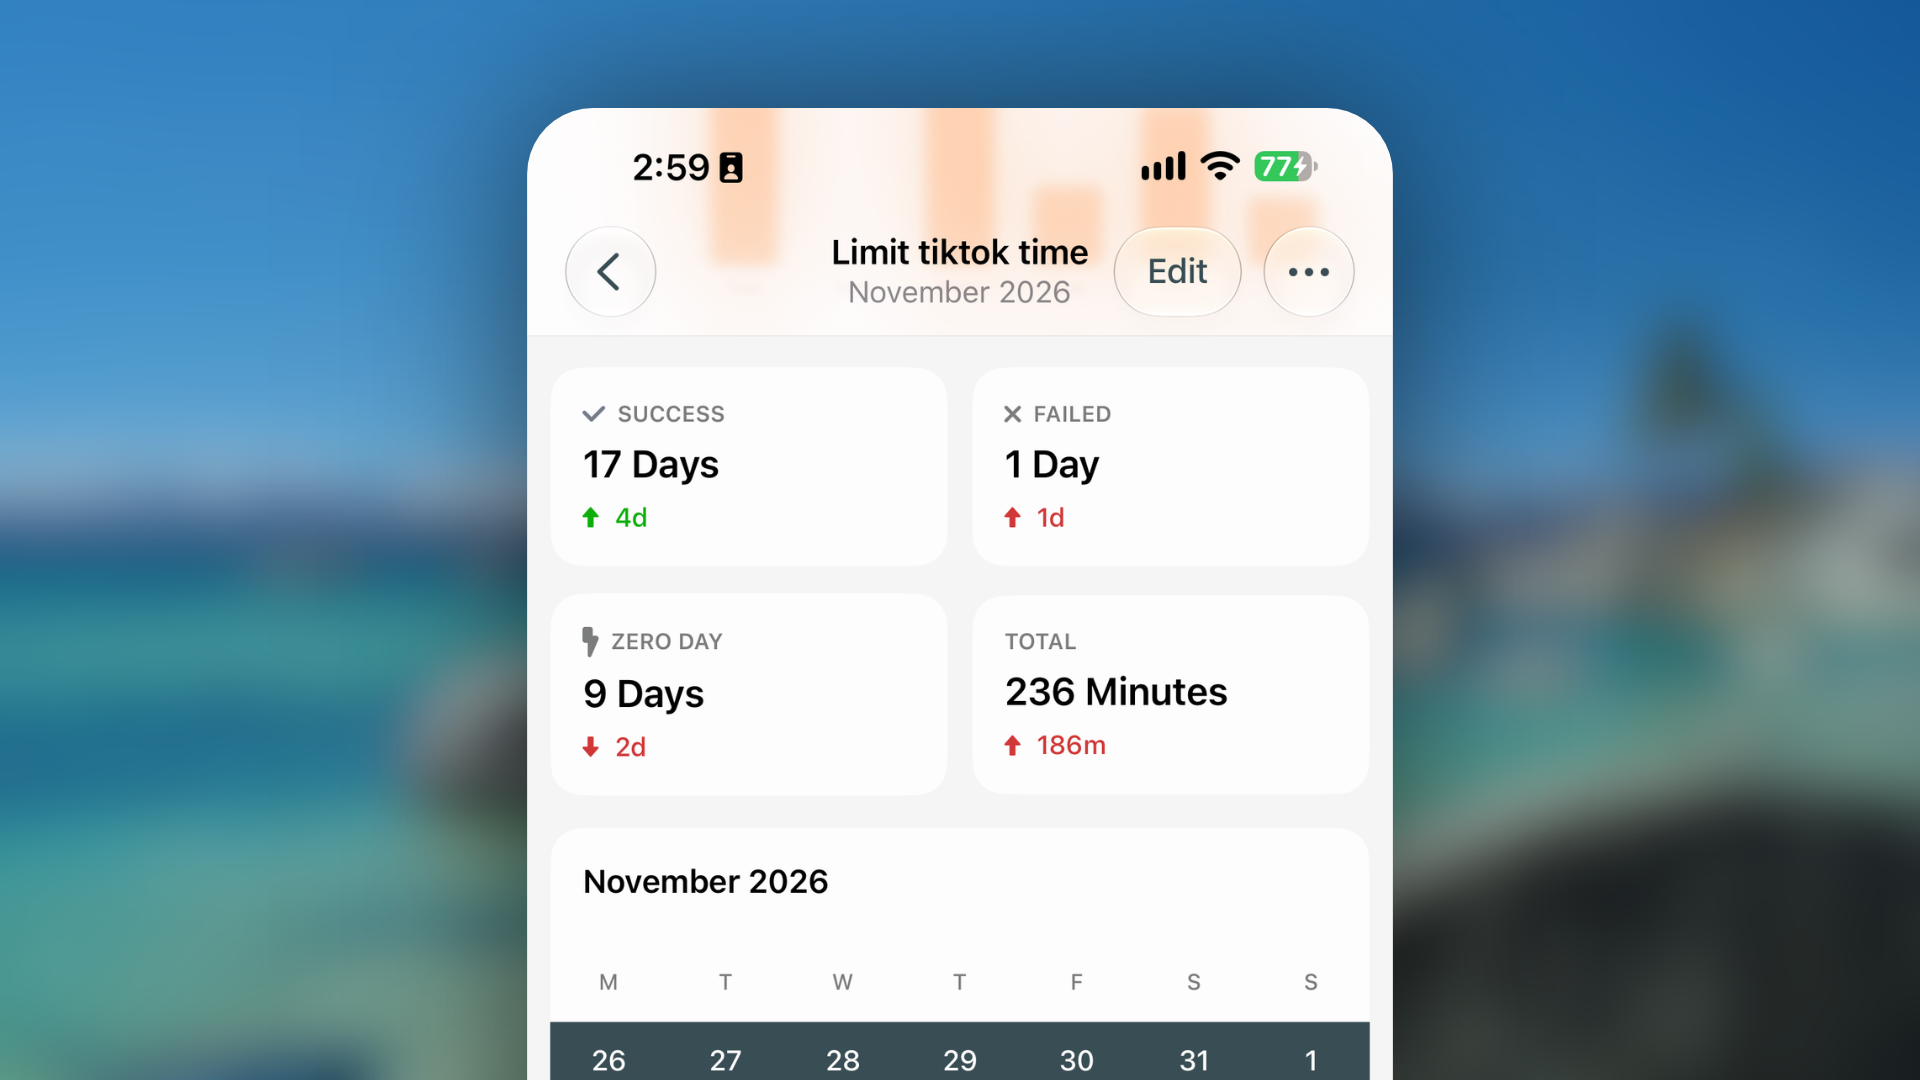 2:59
77
Limit tiktok time
November 2026
Edit
SUCCESS
17 Days
4d
FAILED
1 Day
1d
ZERO DAY
9 Days
2d
TOTAL
236 Minutes
186m
November 2026
M T W T F S S
26 27 28 29 30 31 1